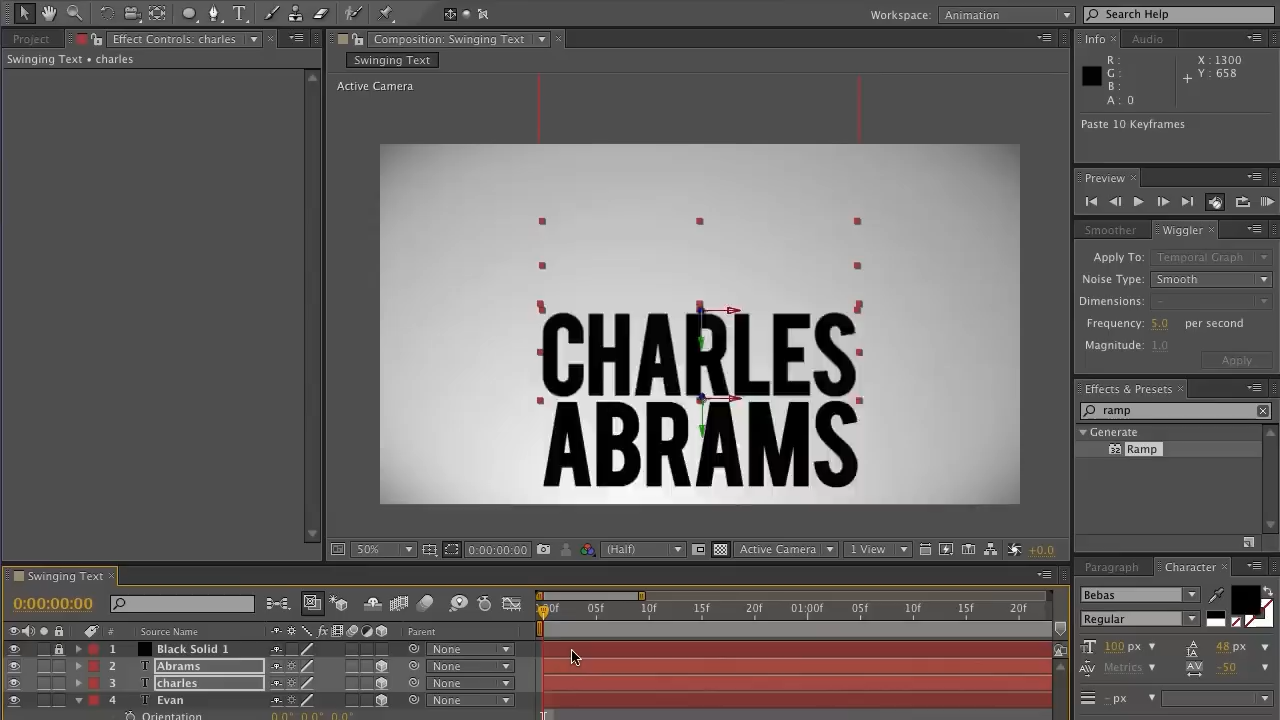 Workspace: Animation Search Help
Project Effect Controls: charles Composition: Swinging Text Info Audio
Swinging Text • charles Swinging Text
Active Camera
R : X : 1300
G : Y : 658
B :
A : 0
Paste 10 Keyframes
Preview
Smoother Wiggler
Apply To: Temporal Graph
Noise Type: Smooth
Dimensions: -
Frequency: 5.0 per second
Magnitude: 1.0
Apply
CHARLES
ABRAMS
Effects & Presets
ramp
Generate
32 Ramp
50% 0:00:00:00 (Half) Active Camera 1 View +0.0
Paragraph Character
Swinging Text
Bebas
Regular
0:00:00:00 00f 05f 10f 15f 20f 01:00f 05f 10f 15f 20f
# Source Name fx Parent
1 Black Solid 1 None
2 T Abrams None
3 T charles None
4 T Evan None
Orientation 0.0°, 0.0°, 0.0°
100 px 48 px
Metrics AV -50
- px